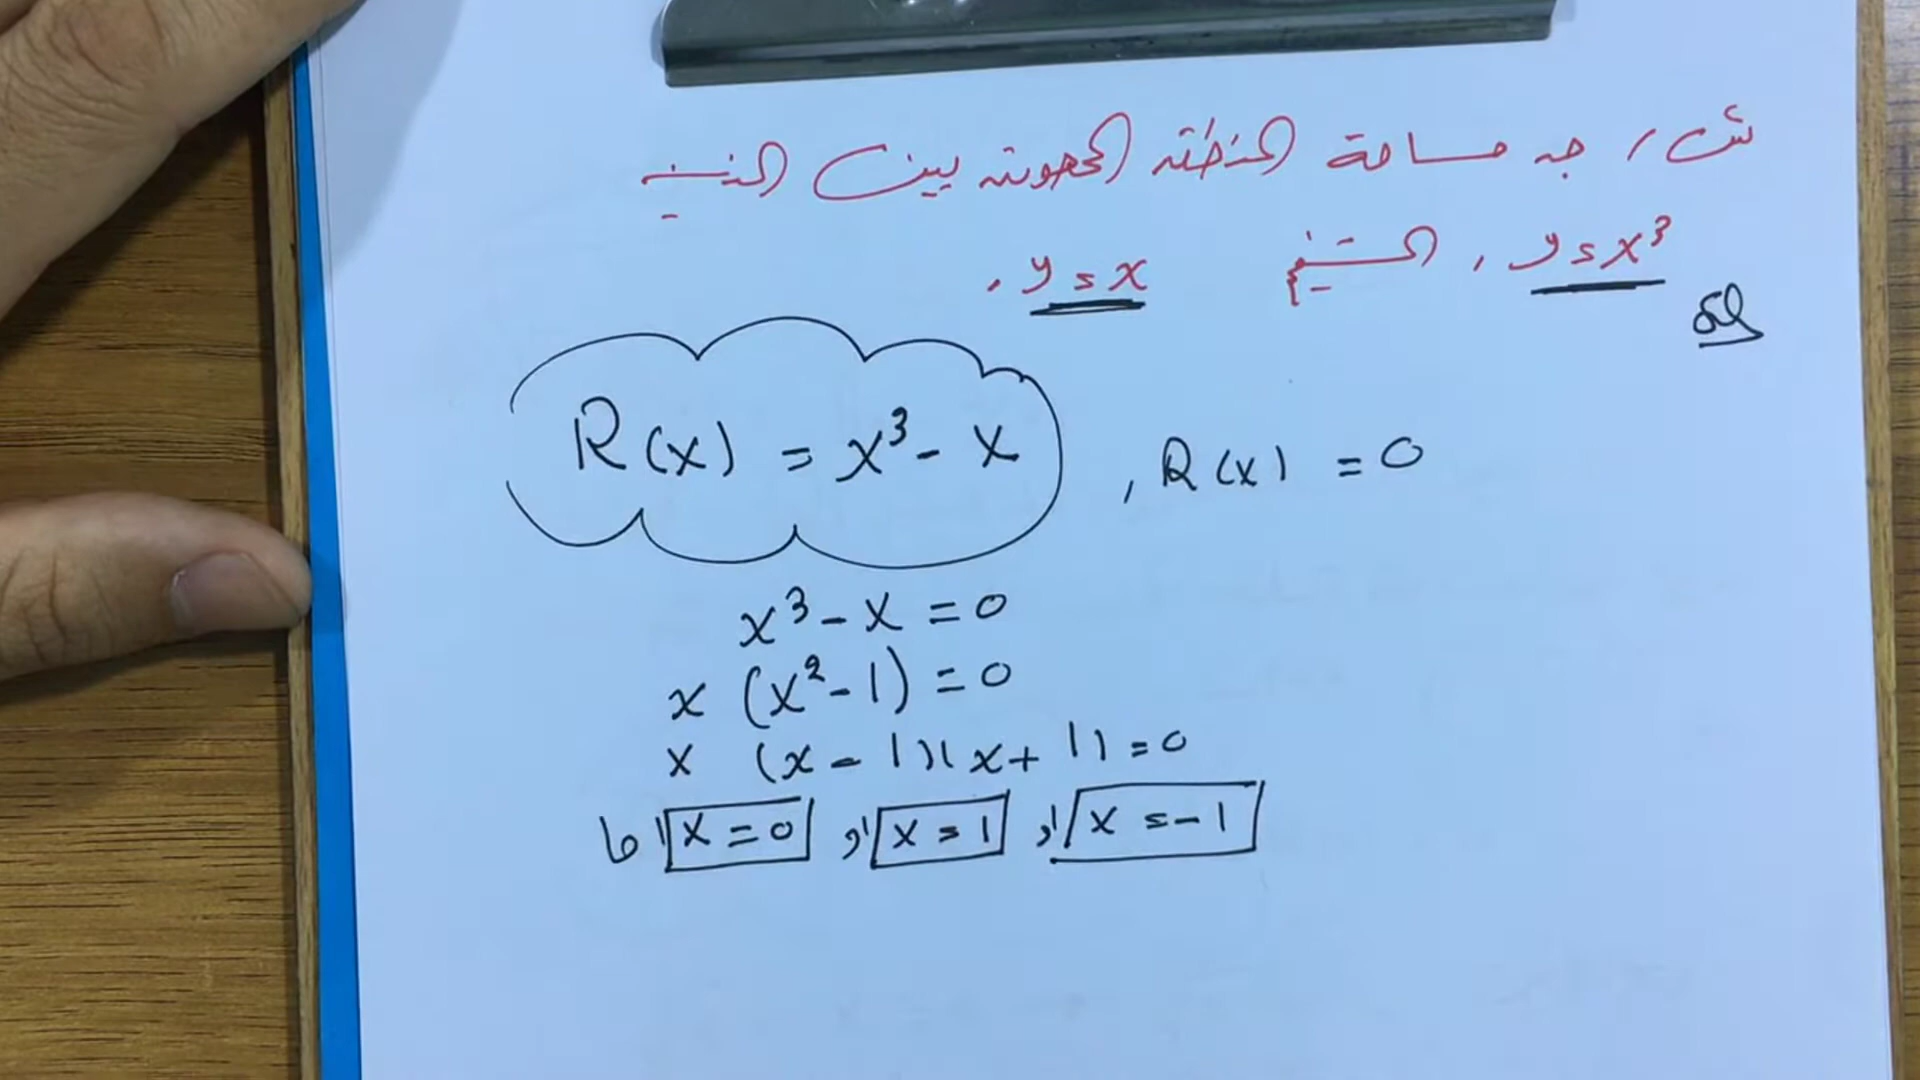 س / جد مساحة المنطقة المحصورة بين المنحني
y = x³ , المستقيم y = x .
الحل
R(x) = x³ - x , R(x) = 0
x³ - x = 0
x (x² - 1) = 0
x (x - 1)(x + 1) = 0
اما x = 0 او x = 1 او x = -1